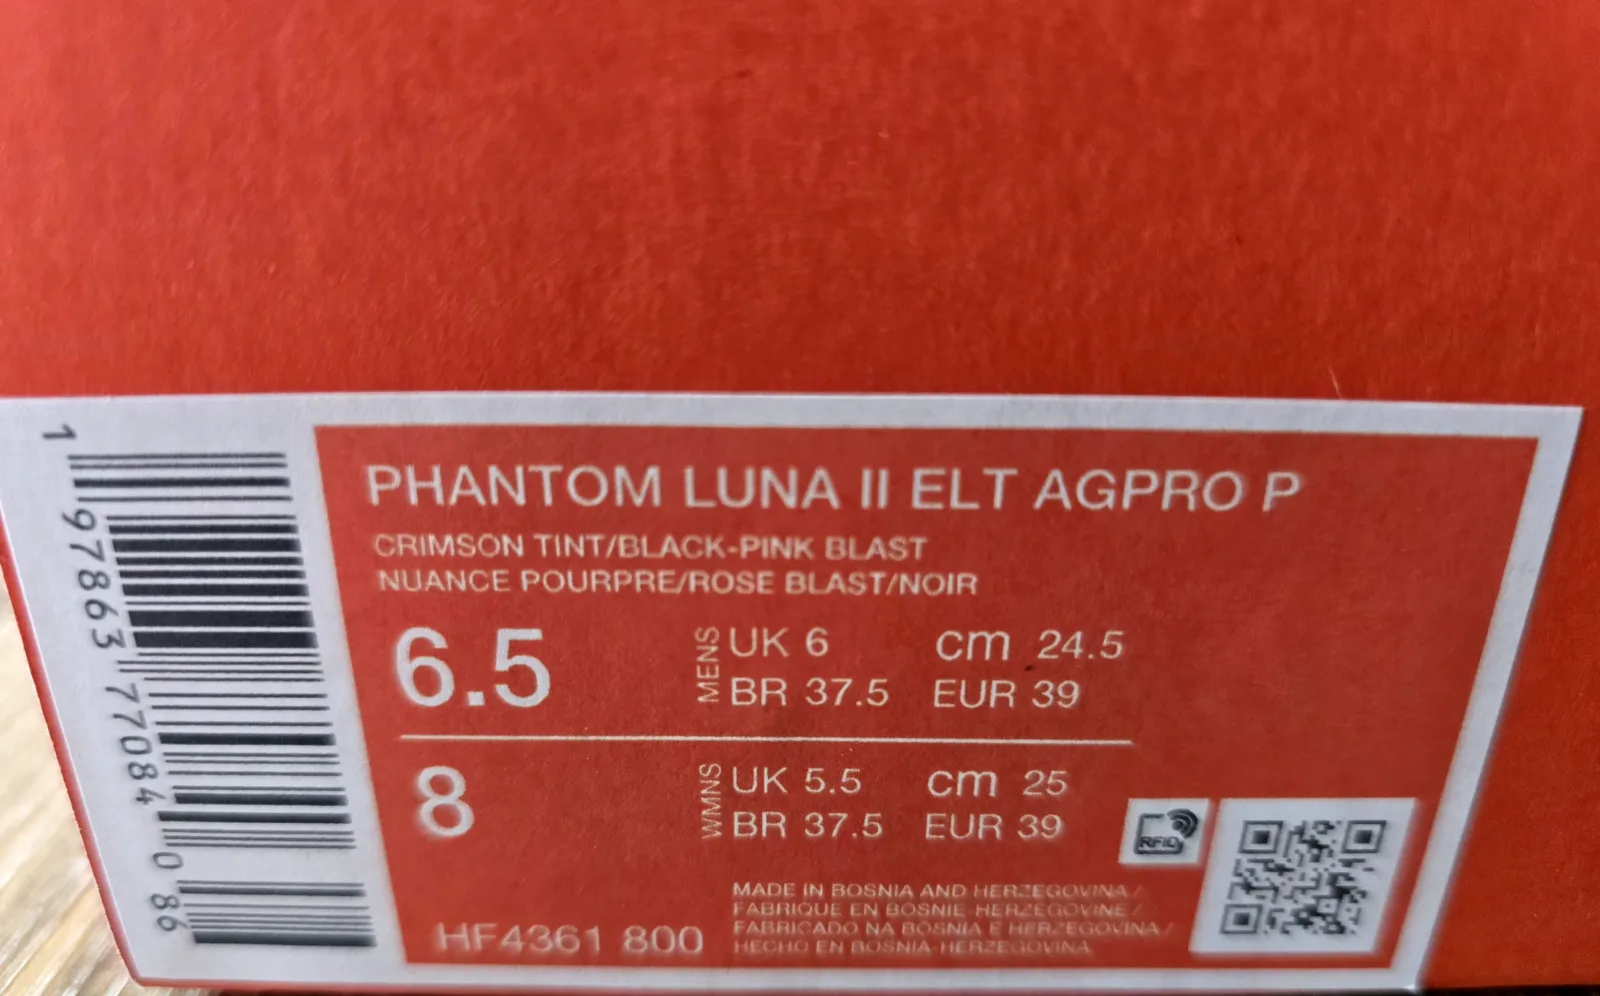 1 97863 77084 0 86
PHANTOM LUNA II ELT AGPRO P
CRIMSON TINT/BLACK-PINK BLAST
NUANCE POURPRE/ROSE BLAST/NOIR
6.5 MENS UK 6 cm 24.5
BR 37.5 EUR 39
8 WMNS UK 5.5 cm 25
BR 37.5 EUR 39
RFID
MADE IN BOSNIA AND HERZEGOVINA /
FABRIQUE EN BOSNIE-HERZEGOVINE /
FABRICADO NA BOSNIA E HERZEGOVINA /
HECHO EN BOSNIA-HERZEGOVINA.
HF4361 800